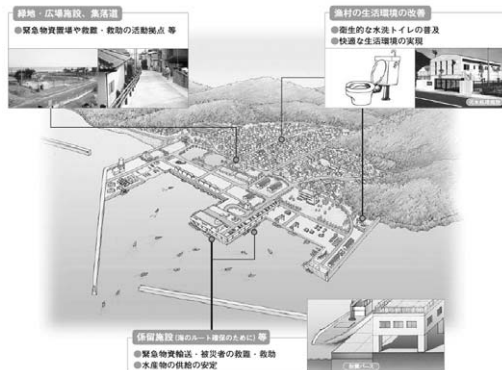 緑地・広場施設、集落道
●緊急物資置場や救難・救助の活動拠点 等
漁村の生活環境の改善
●衛生的な水洗トイレの普及
●快適な生活環境の実現
係留施設(海のルート確保のために)等
●緊急物資輸送・被災者の救難・救助
●水産物の供給の安定